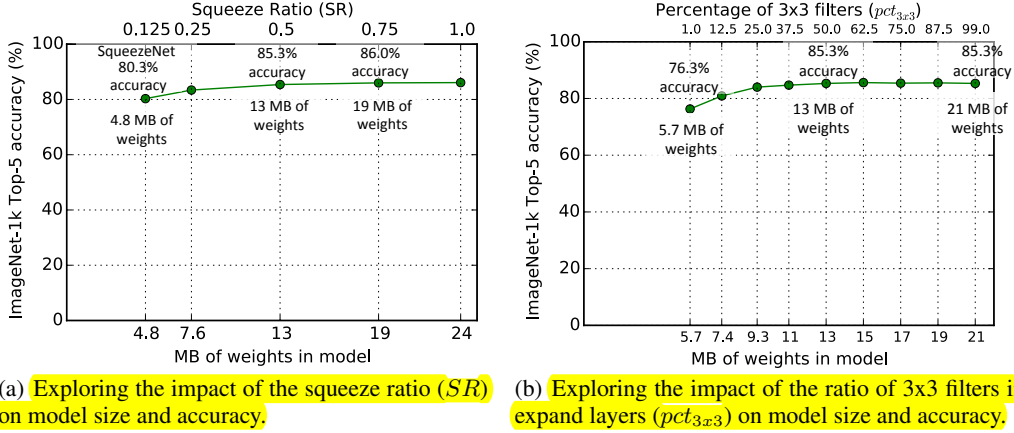 Squeeze Ratio (SR)
0.125 0.25 0.5 0.75 1.0
100
80
60
40
20
0
ImageNet-1k Top-5 accuracy (%)
SqueezeNet
80.3%
accuracy
85.3%
accuracy
86.0%
accuracy
4.8 MB of
weights
13 MB of
weights
19 MB of
weights
4.8 7.6 13 19 24
MB of weights in model
(a) Exploring the impact of the squeeze ratio (SR)
on model size and accuracy.
Percentage of 3x3 filters (pct3x3)
1.0 12.5 25.0 37.5 50.0 62.5 75.0 87.5 99.0
100
80
60
40
20
0
ImageNet-1k Top-5 accuracy (%)
76.3%
accuracy
85.3%
accuracy
85.3%
accuracy
5.7 MB of
weights
13 MB of
weights
21 MB of
weights
5.7 7.4 9.3 11 13 15 17 19 21
MB of weights in model
(b) Exploring the impact of the ratio of 3x3 filters i
expand layers (pct3x3) on model size and accuracy.